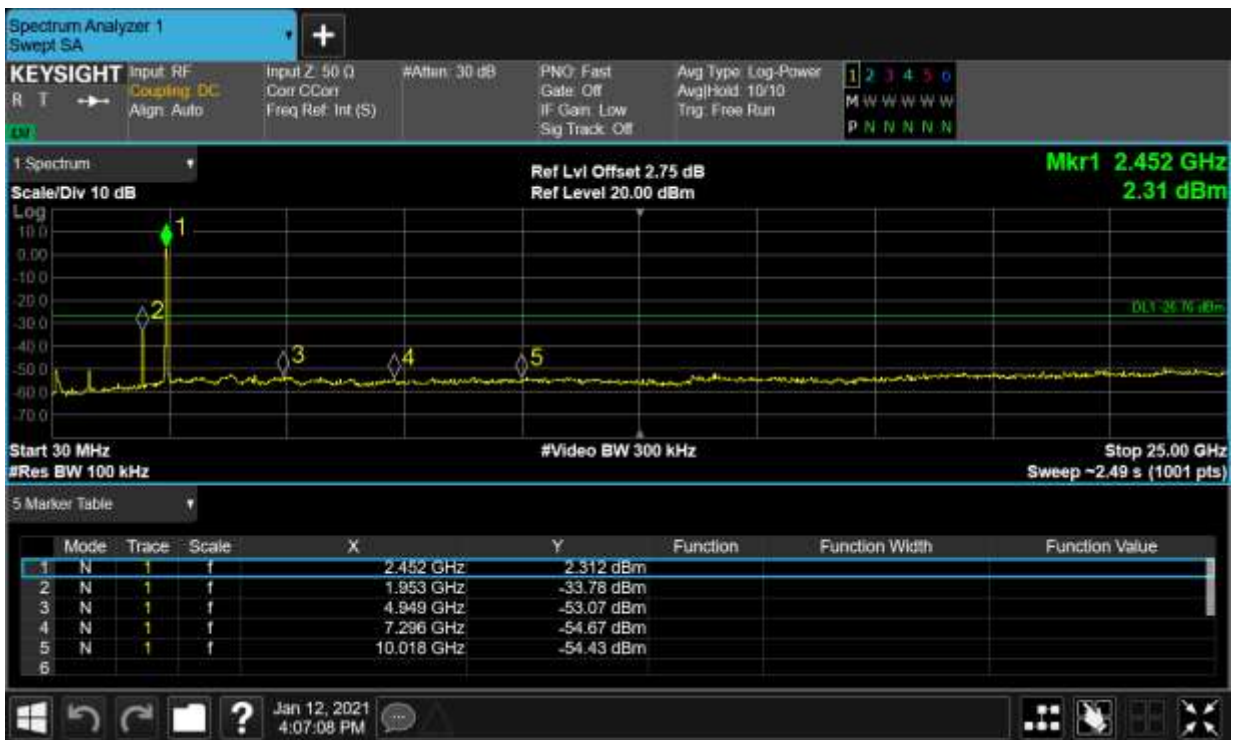 Spectrum Analyzer 1
Swept SA
+
KEYSIGHT Input: RF Input Z: 50 Ω #Atten: 30 dB PNO: Fast Avg Type: Log-Power 1 2 3 4 5 6
R T Coupling: DC Corr CCorr Gate: Off Avg|Hold: 10/10 M W W W W W
Align: Auto Freq Ref: Int (S) IF Gain: Low Trig: Free Run
Sig Track: Off P N N N N N
1 Spectrum Ref Lvl Offset 2.75 dB Mkr1 2.452 GHz
Scale/Div 10 dB Ref Level 20.00 dBm 2.31 dBm
Log
10.0 1
0.00
-10.0
-20.0 2 DL1 -26.76 dBm
-30.0
-40.0 3 4 5
-50.0
-60.0
-70.0
Start 30 MHz #Video BW 300 kHz Stop 25.00 GHz
#Res BW 100 kHz Sweep ~2.49 s (1001 pts)
5 Marker Table
Mode Trace Scale X Y Function Function Width Function Value
1 N 1 f 2.452 GHz 2.312 dBm
2 N 1 f 1.953 GHz -33.78 dBm
3 N 1 f 4.949 GHz -53.07 dBm
4 N 1 f 7.296 GHz -54.67 dBm
5 N 1 f 10.018 GHz -54.43 dBm
6
? Jan 12, 2021
4:07:08 PM